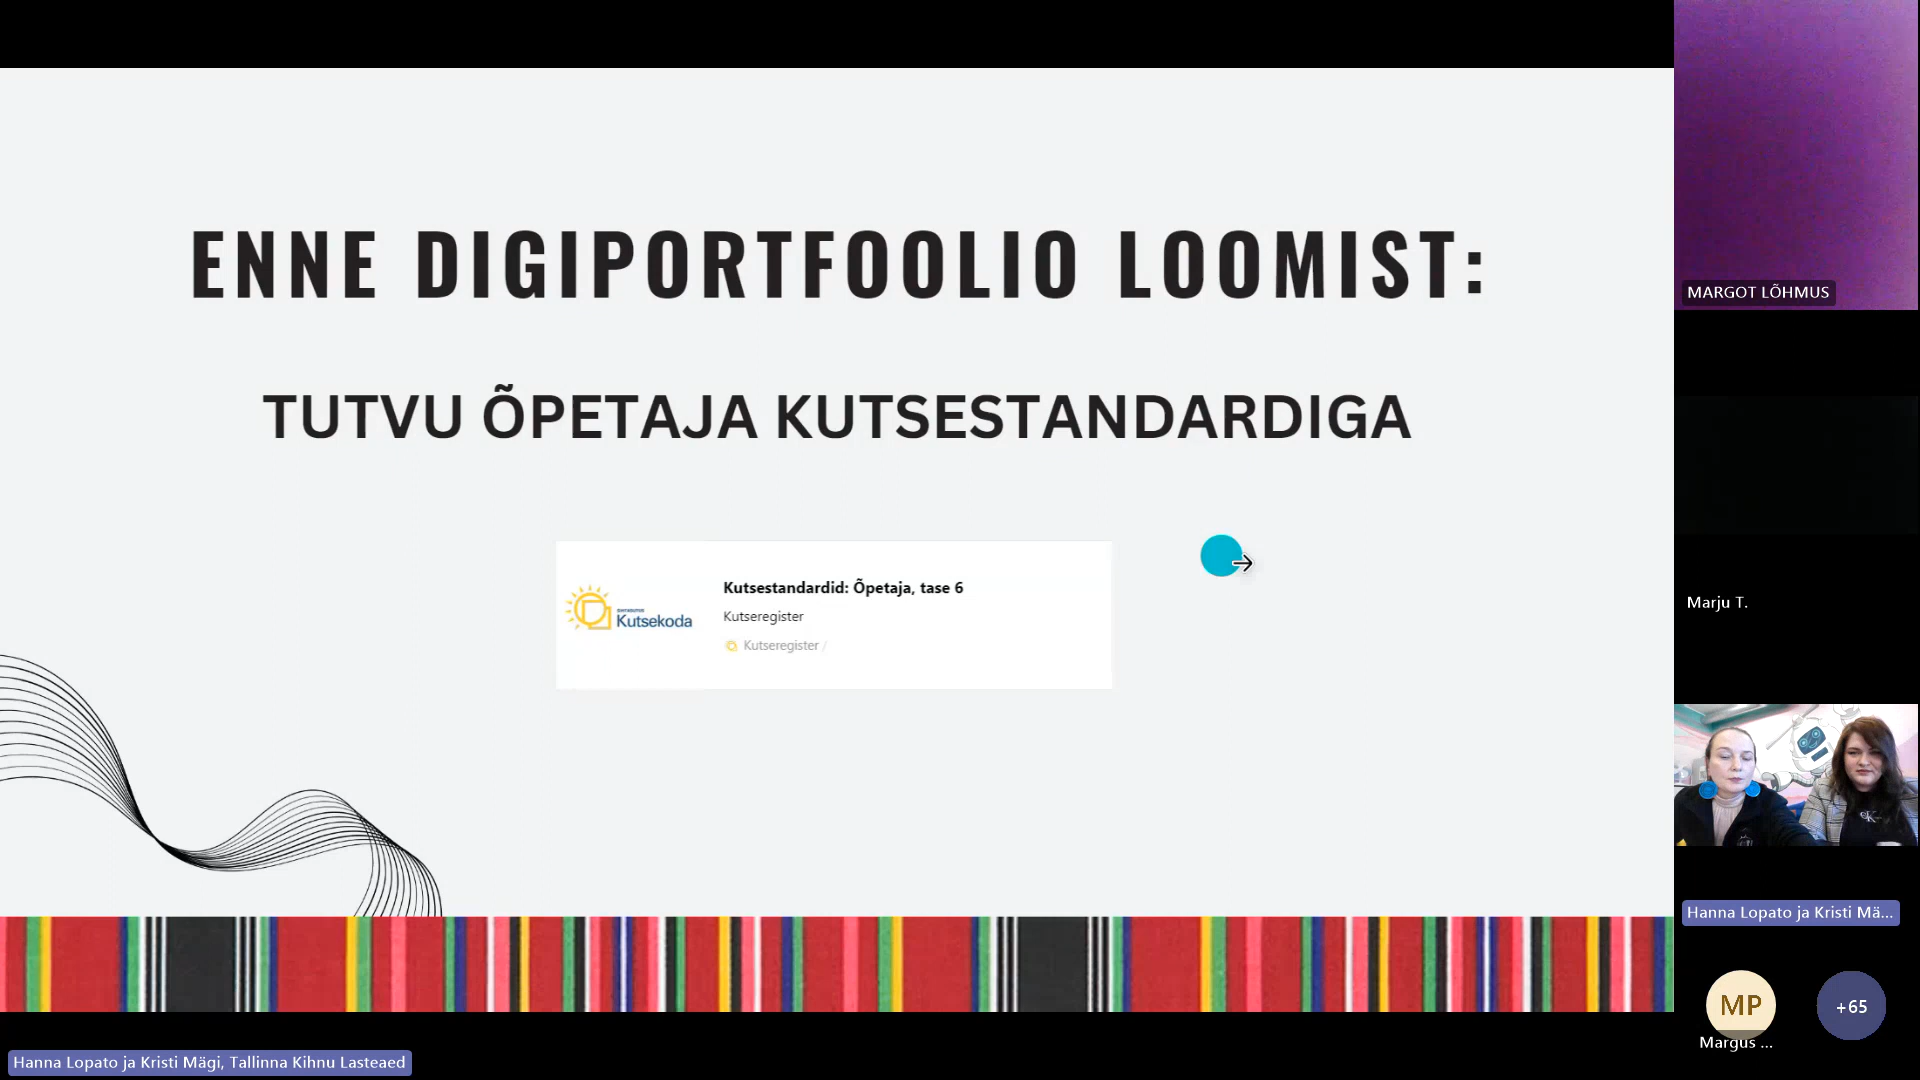 ENNE DIGIPORTFOOLIO LOOMIST:
TUTVU ÕPETAJA KUTSESTANDARDIGA
Kutsekoda
Kutsestandardid: Õpetaja, tase 6
Kutseregister
Kutseregister /
MARGOT LÕHMUS
Marju T.
CK
Hanna Lopato ja Kristi Mä...
MP
+65
Margus ...
Hanna Lopato ja Kristi Mägi, Tallinna Kihnu Lasteaed